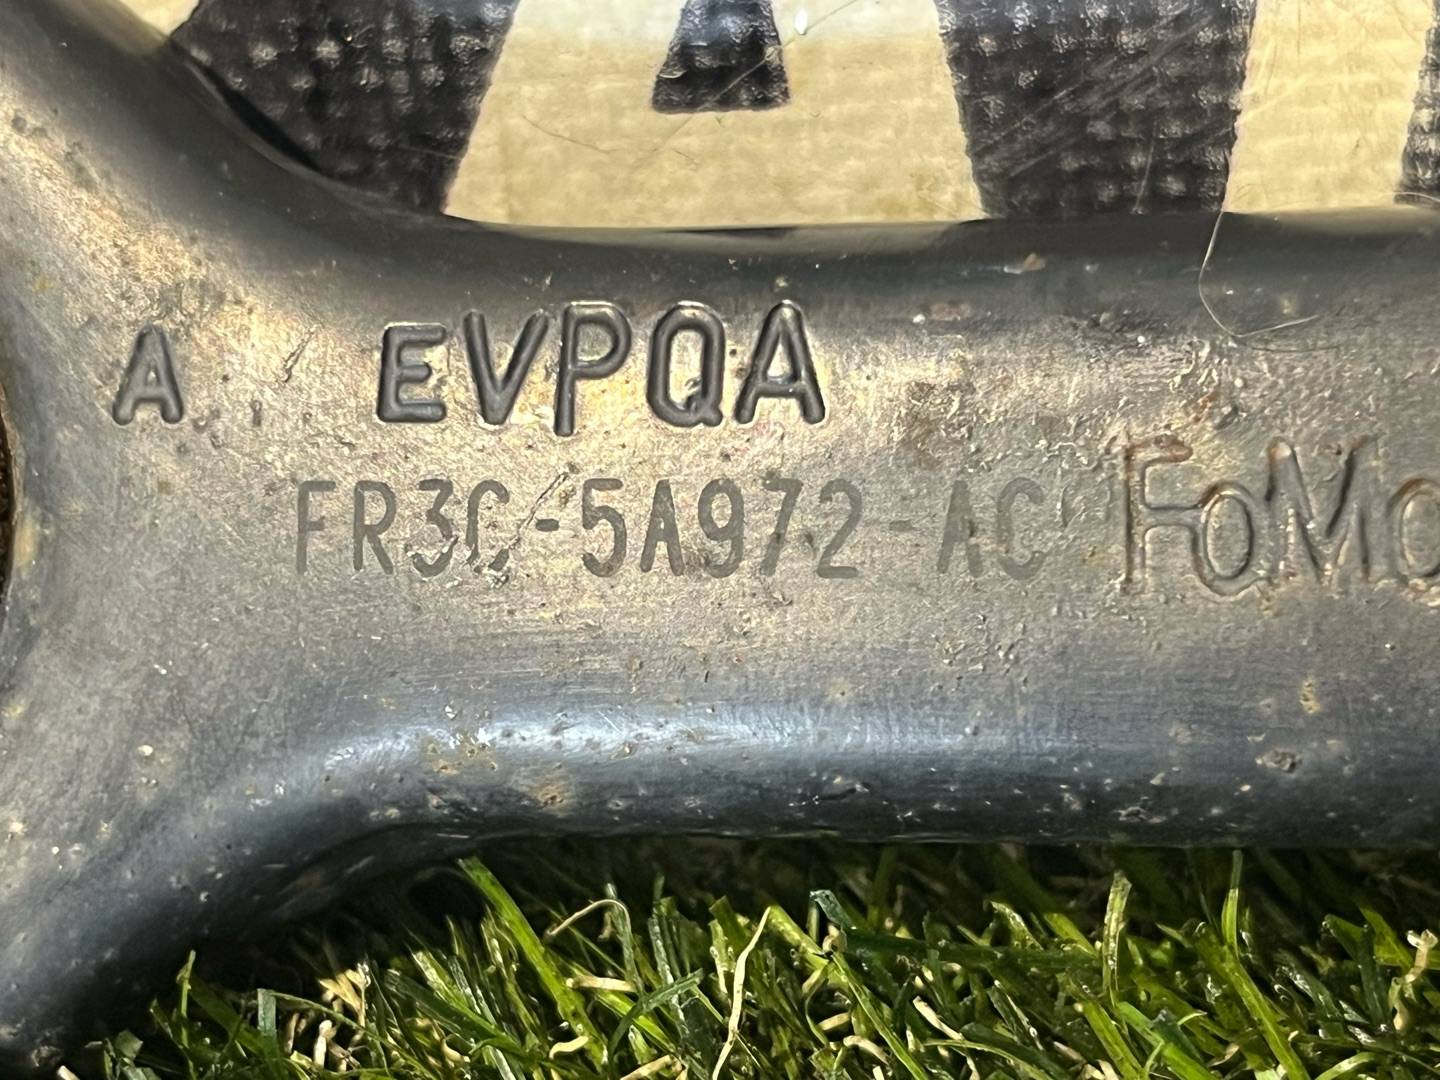 A EVPQA
FR3C-5A972-AC FoMo